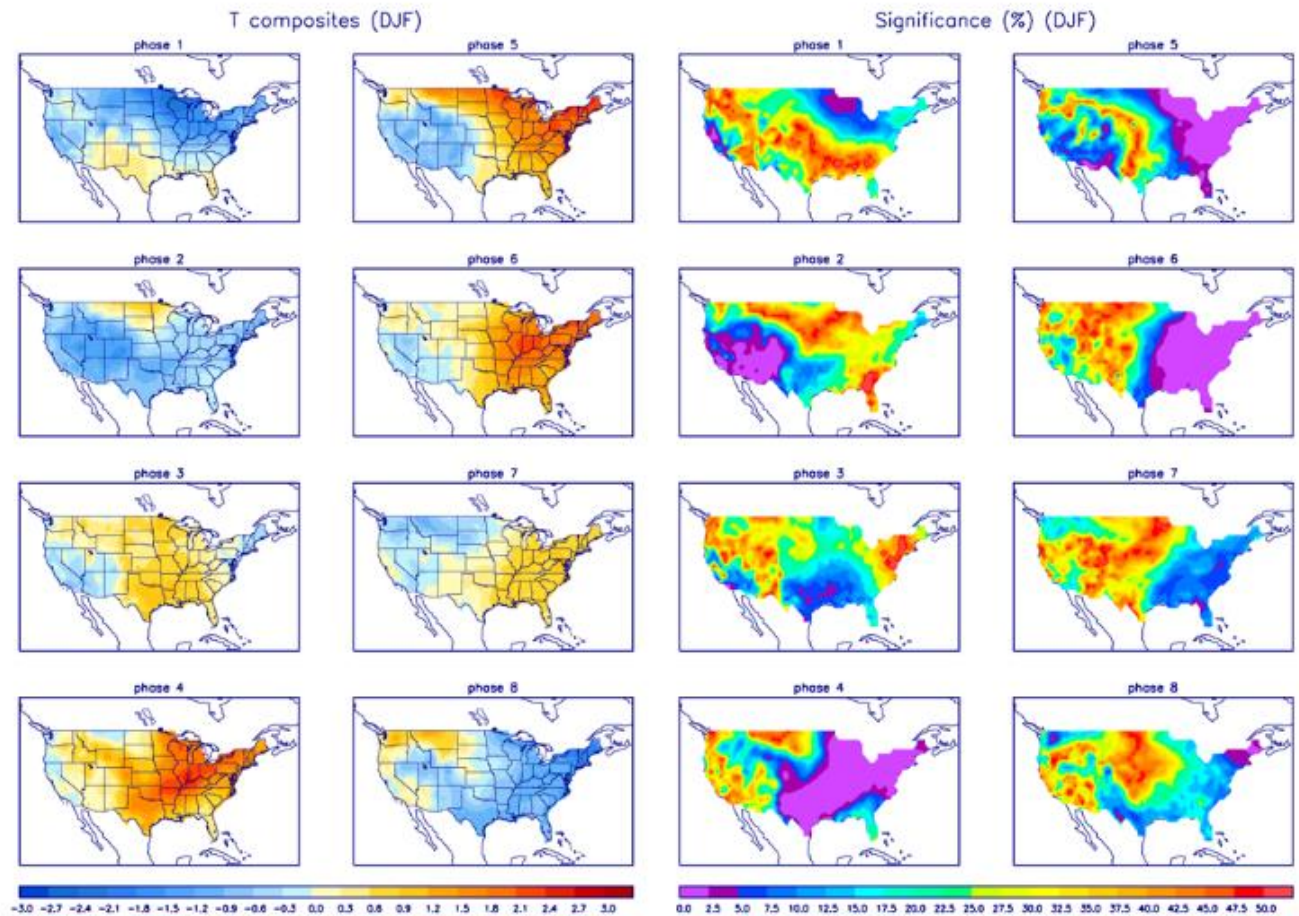 T composites (DJF)
Significance (%) (DJF)
phase 1
phase 5
phase 1
phase 5
phase 2
phase 6
phase 2
phase 6
phase 3
phase 7
phase 3
phase 7
phase 4
phase 8
phase 4
phase 8
-3.0 -2.7 -2.4 -2.1 -1.8 -1.5 -1.2 -0.9 -0.6 -0.3 0.0 0.3 0.6 0.9 1.2 1.5 1.8 2.1 2.4 2.7 3.0
0.0 2.5 5.0 7.5 10.0 12.5 15.0 17.5 20.0 22.5 25.0 27.5 30.0 32.5 35.0 37.5 40.0 42.5 45.0 47.5 50.0